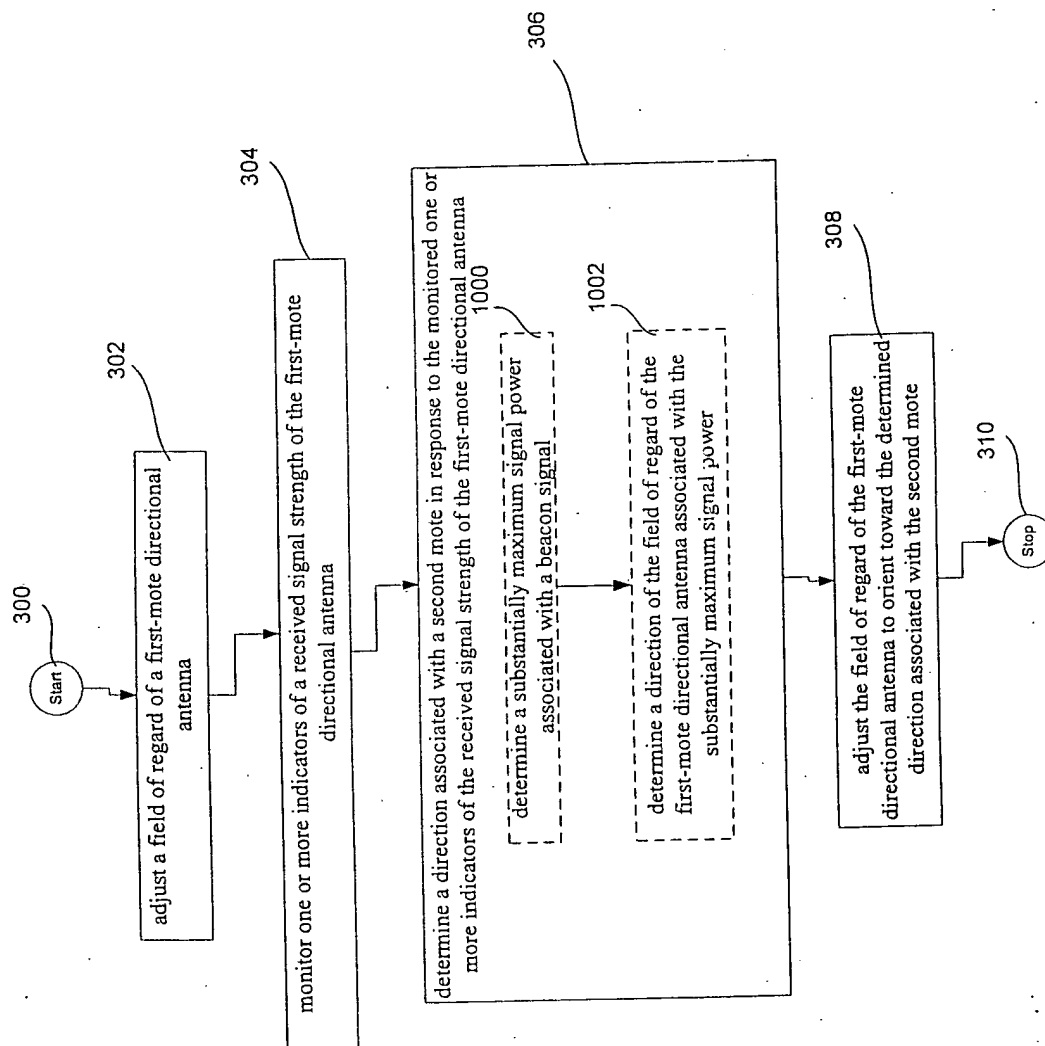 300
Start
302
adjust a field of regard of a first-mote directional
antenna
304
monitor one or more indicators of a received signal strength of the first-mote
directional antenna
306
determine a direction associated with a second mote in response to the monitored one or
more indicators of the received signal strength of the first-mote directional antenna
1000
determine a substantially maximum signal power
associated with a beacon signal
1002
determine a direction of the field of regard of the
first-mote directional antenna associated with the
substantially maximum signal power
308
adjust the field of regard of the first-mote
directional antenna to orient toward the determined
direction associated with the second mote
310
Stop